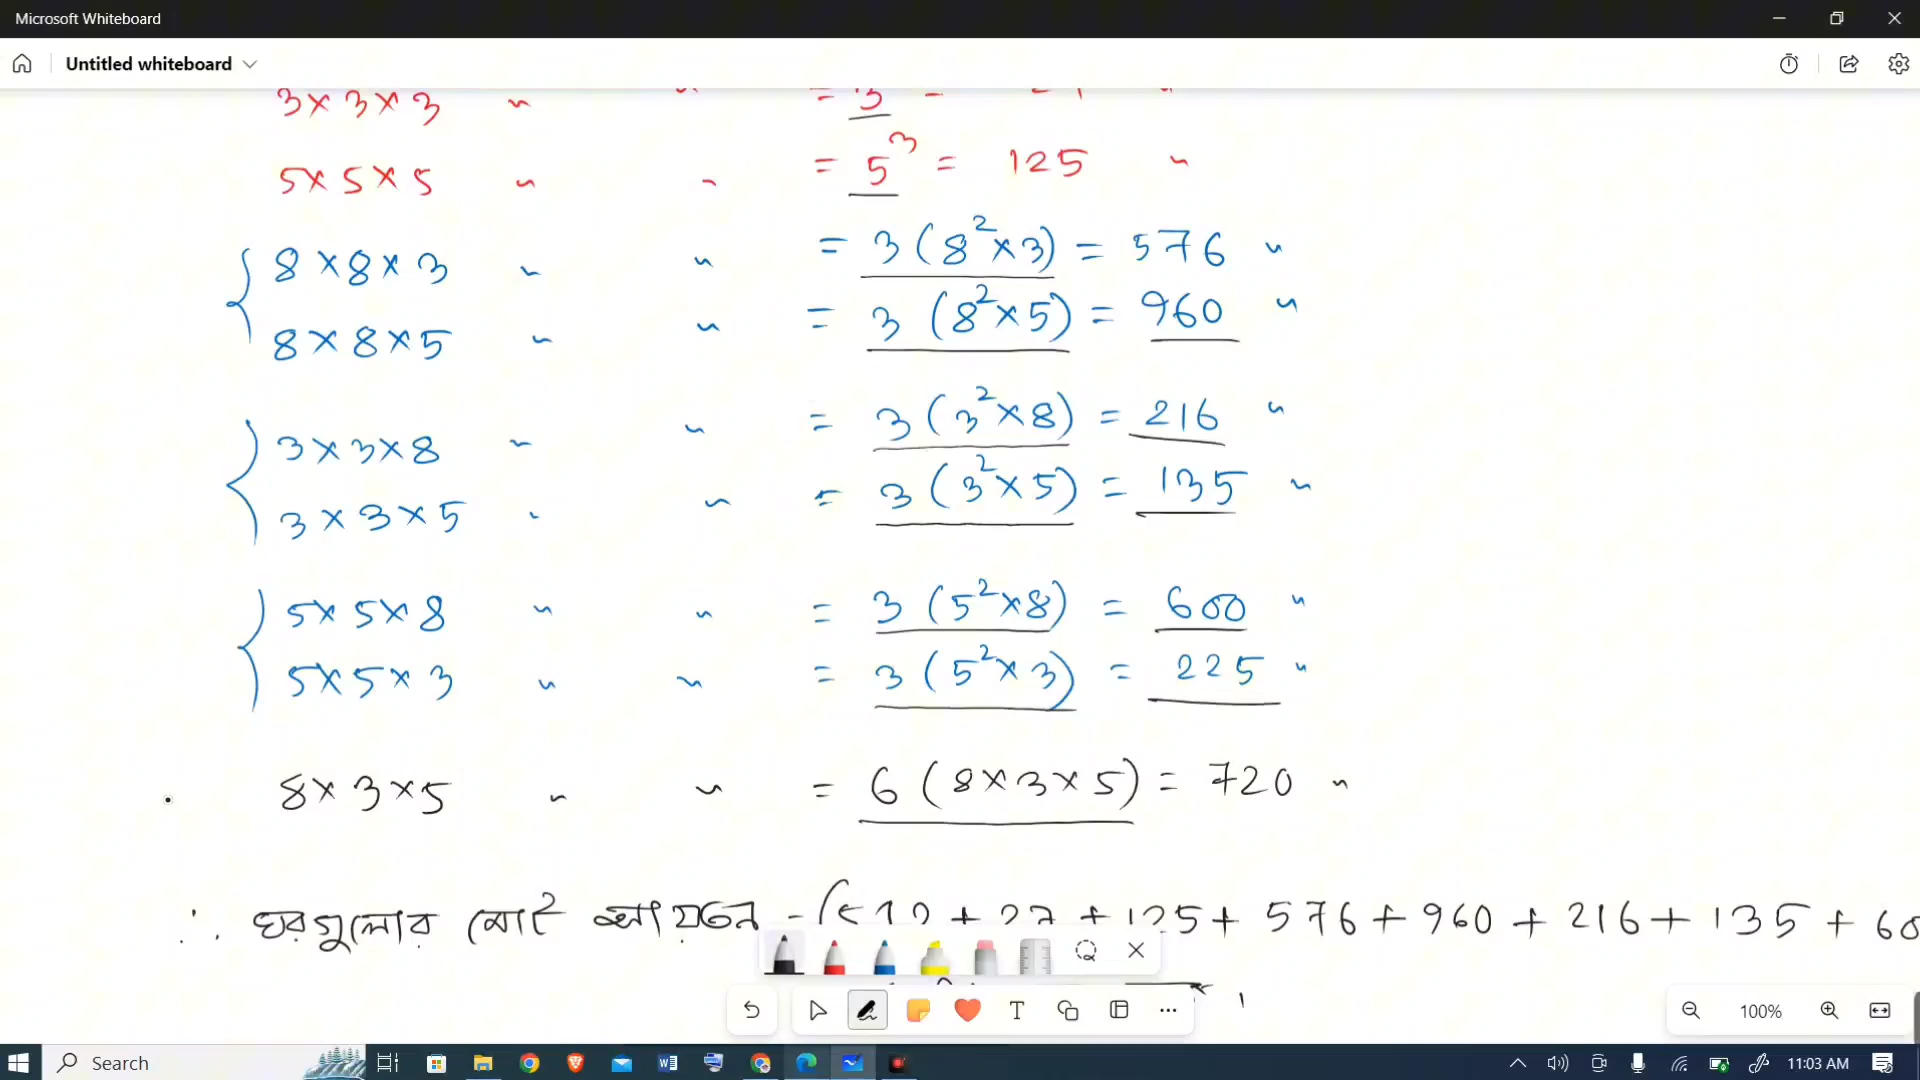 Microsoft Whiteboard
Untitled whiteboard
3×3×3 " = 3
5×5×5 " " = 5³ = 125 "
8×8×3 " " = 3(8²×3) = 576 "
8×8×5 " " = 3(8²×5) = 960 "
3×3×8 " " = 3(3²×8) = 216 "
3×3×5 " " = 3(3²×5) = 135 "
5×5×8 " " = 3(5²×8) = 600 "
5×5×3 " " = 3(5²×3) = 225 "
8×3×5 " " = 6(8×3×5) = 720 "
∴ ঘরগুলোর মোট আয়তন = ( + 27 + 125 + 576 + 960 + 216 + 135 + 60
100%
Search
11:03 AM